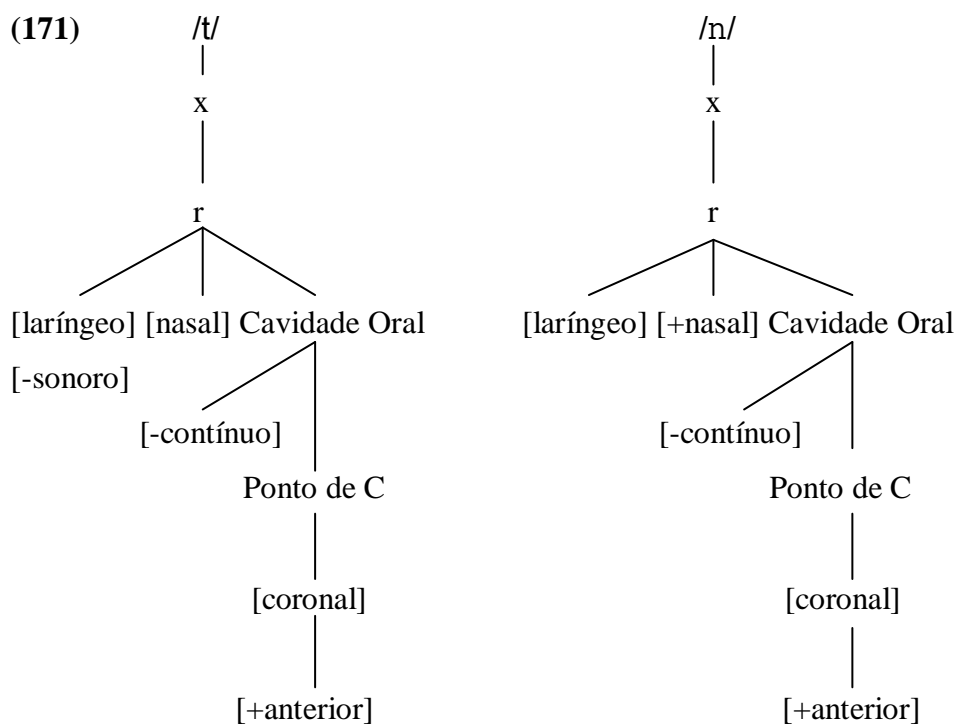 (171) /t/ /n/
x x
r r
[laríngeo] [nasal] Cavidade Oral [laríngeo] [+nasal] Cavidade Oral
[-sonoro]
[-contínuo] [-contínuo]
Ponto de C Ponto de C
[coronal] [coronal]
[+anterior] [+anterior]